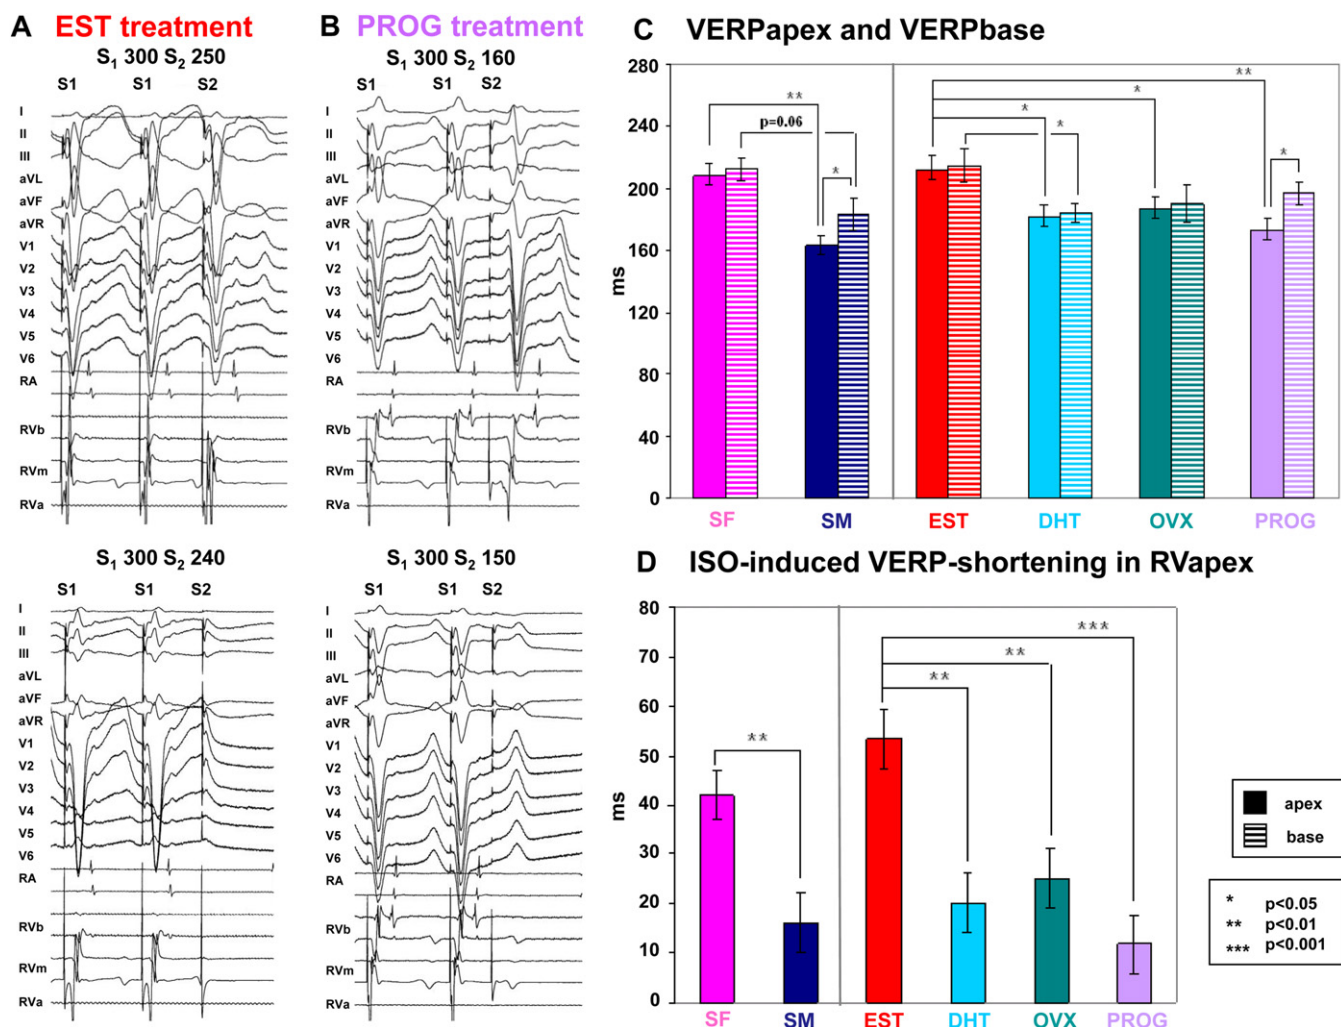 A EST treatment
S1 300 S2 250
S1 S1 S2
I
II
III
aVL
aVF
aVR
V1
V2
V3
V4
V5
V6
RA
RVb
RVm
RVa
S1 300 S2 240
S1 S1 S2
I
II
III
aVL
aVF
aVR
V1
V2
V3
V4
V5
V6
RA
RVb
RVm
RVa
B PROG treatment
S1 300 S2 160
S1 S1 S2
I
II
III
aVL
aVF
aVR
V1
V2
V3
V4
V5
V6
RA
RVb
RVm
RVa
S1 300 S2 150
S1 S1 S2
I
II
III
aVL
aVF
aVR
V1
V2
V3
V4
V5
V6
RA
RVb
RVm
RVa
C VERPapex and VERPbase
280
240
200
160
120
80
40
0
ms
** p=0.06 * * * * ** *
SF SM EST DHT OVX PROG
D ISO-induced VERP-shortening in RVapex
80
70
60
50
40
30
20
10
0
ms
** ** ** ***
SF SM EST DHT OVX PROG
apex
base
* p<0.05
** p<0.01
*** p<0.001